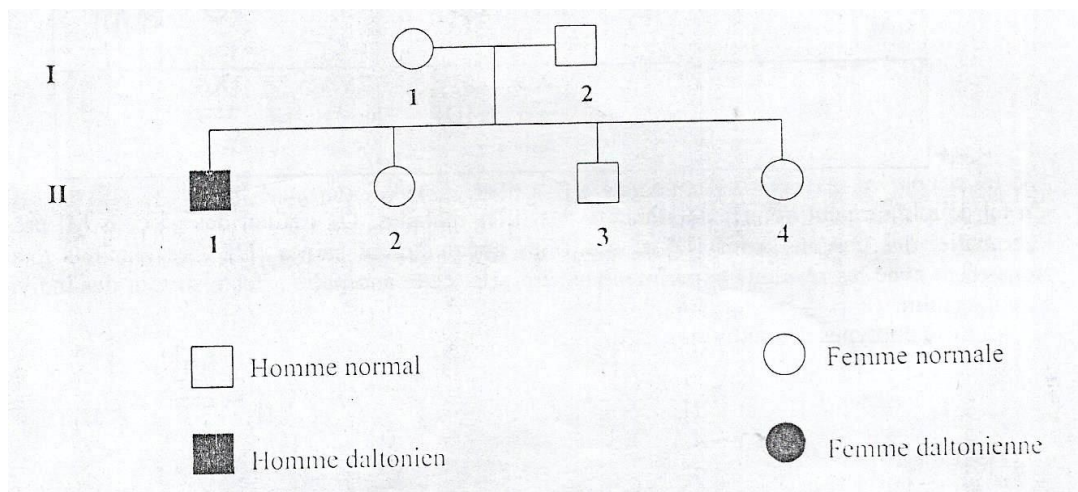 I
1 2
II
1 2 3 4
Homme normal Femme normale
Homme daltonien Femme daltonienne